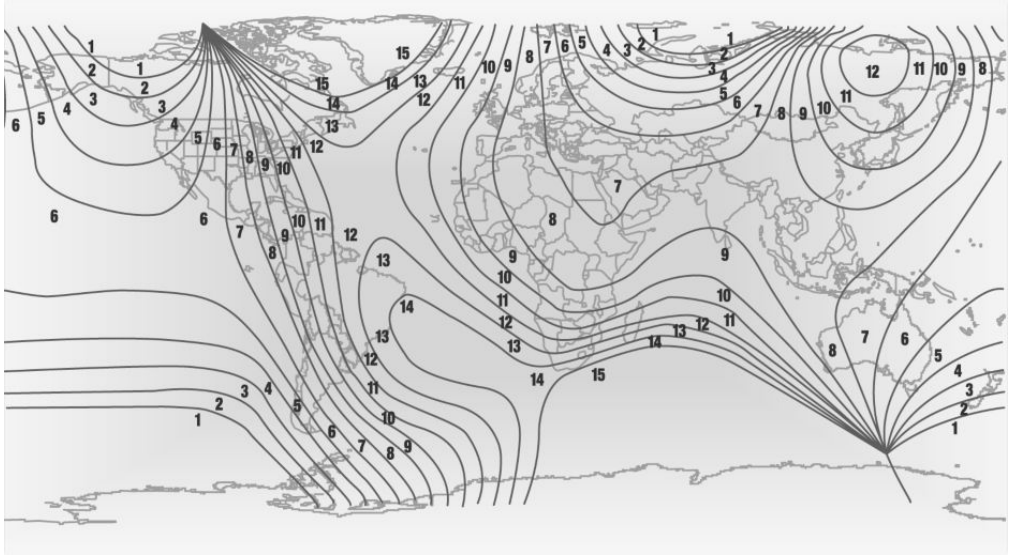 1 1
1 7 6 5 4 3 2
15 8 2
2 1 11 10 9 3 12 11 10 9 8
2 15 14 13 4
3 12 5 11
4 3 14 6 7 10
6 5 4 13 8 9
5 6 7 8 9 10 11 12
7
6 6 7 9 10 11 12 8
8 13 9 9
10
14 11 10
12 13 12 11
13 13 14 8 7 6
12 5
14 15 4
3 4 11 3
2 5 2
1 10 1
6
7 8 9